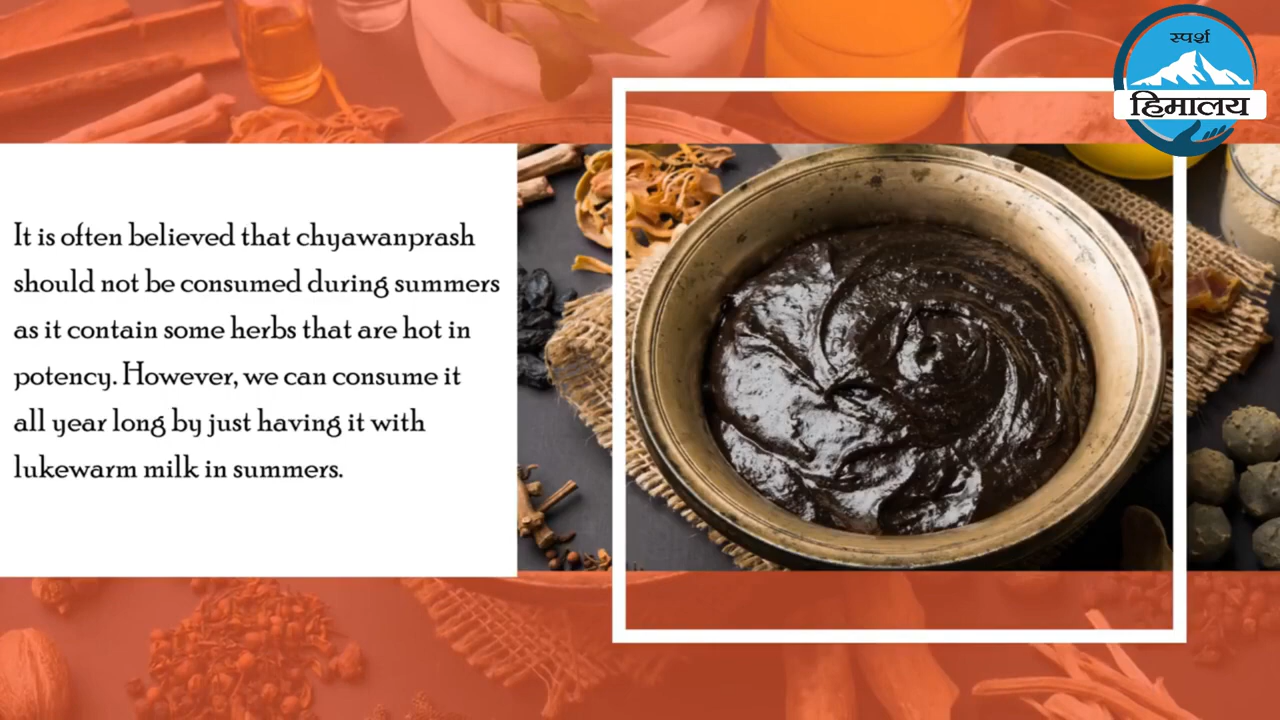 स्पर्श
हिमालय
It is often believed that chyawanprash
should not be consumed during summers
as it contain some herbs that are hot in
potency. However, we can consume it
all year long by just having it with
lukewarm milk in summers.